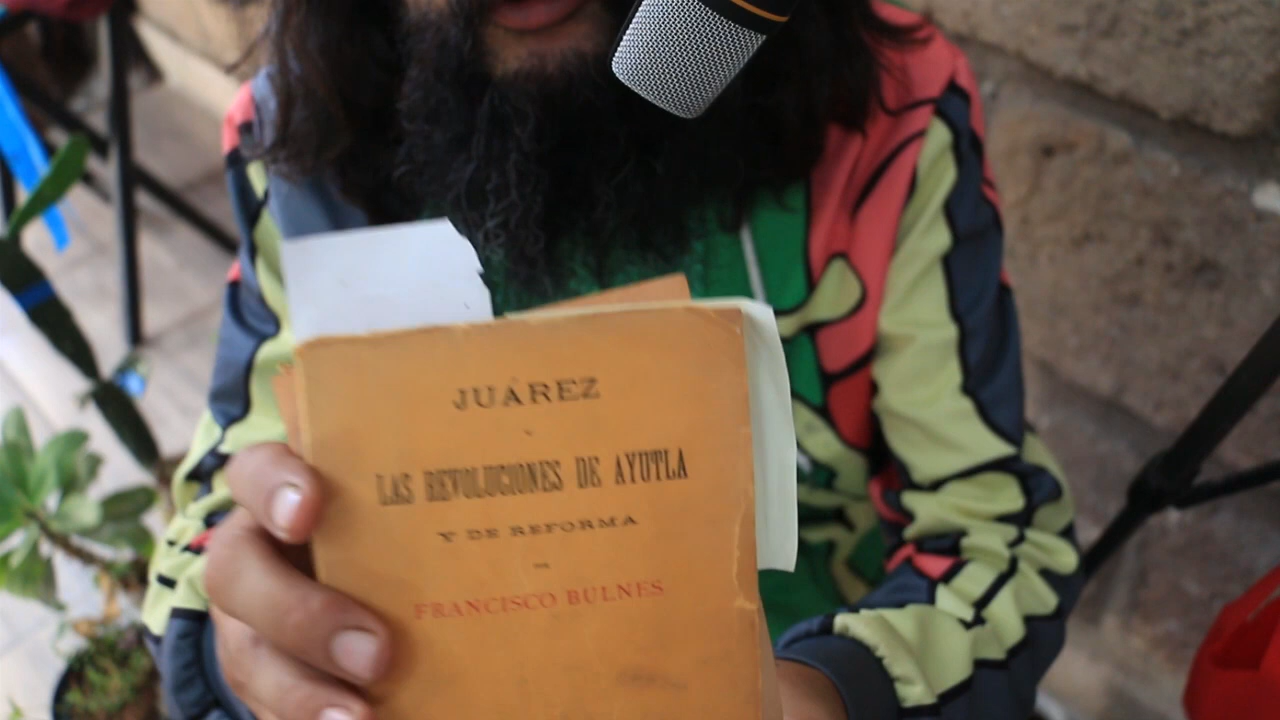 JUÁREZ
Y
LAS REVOLUCIONES DE AYUTLA
Y DE REFORMA
FRANCISCO BULNES